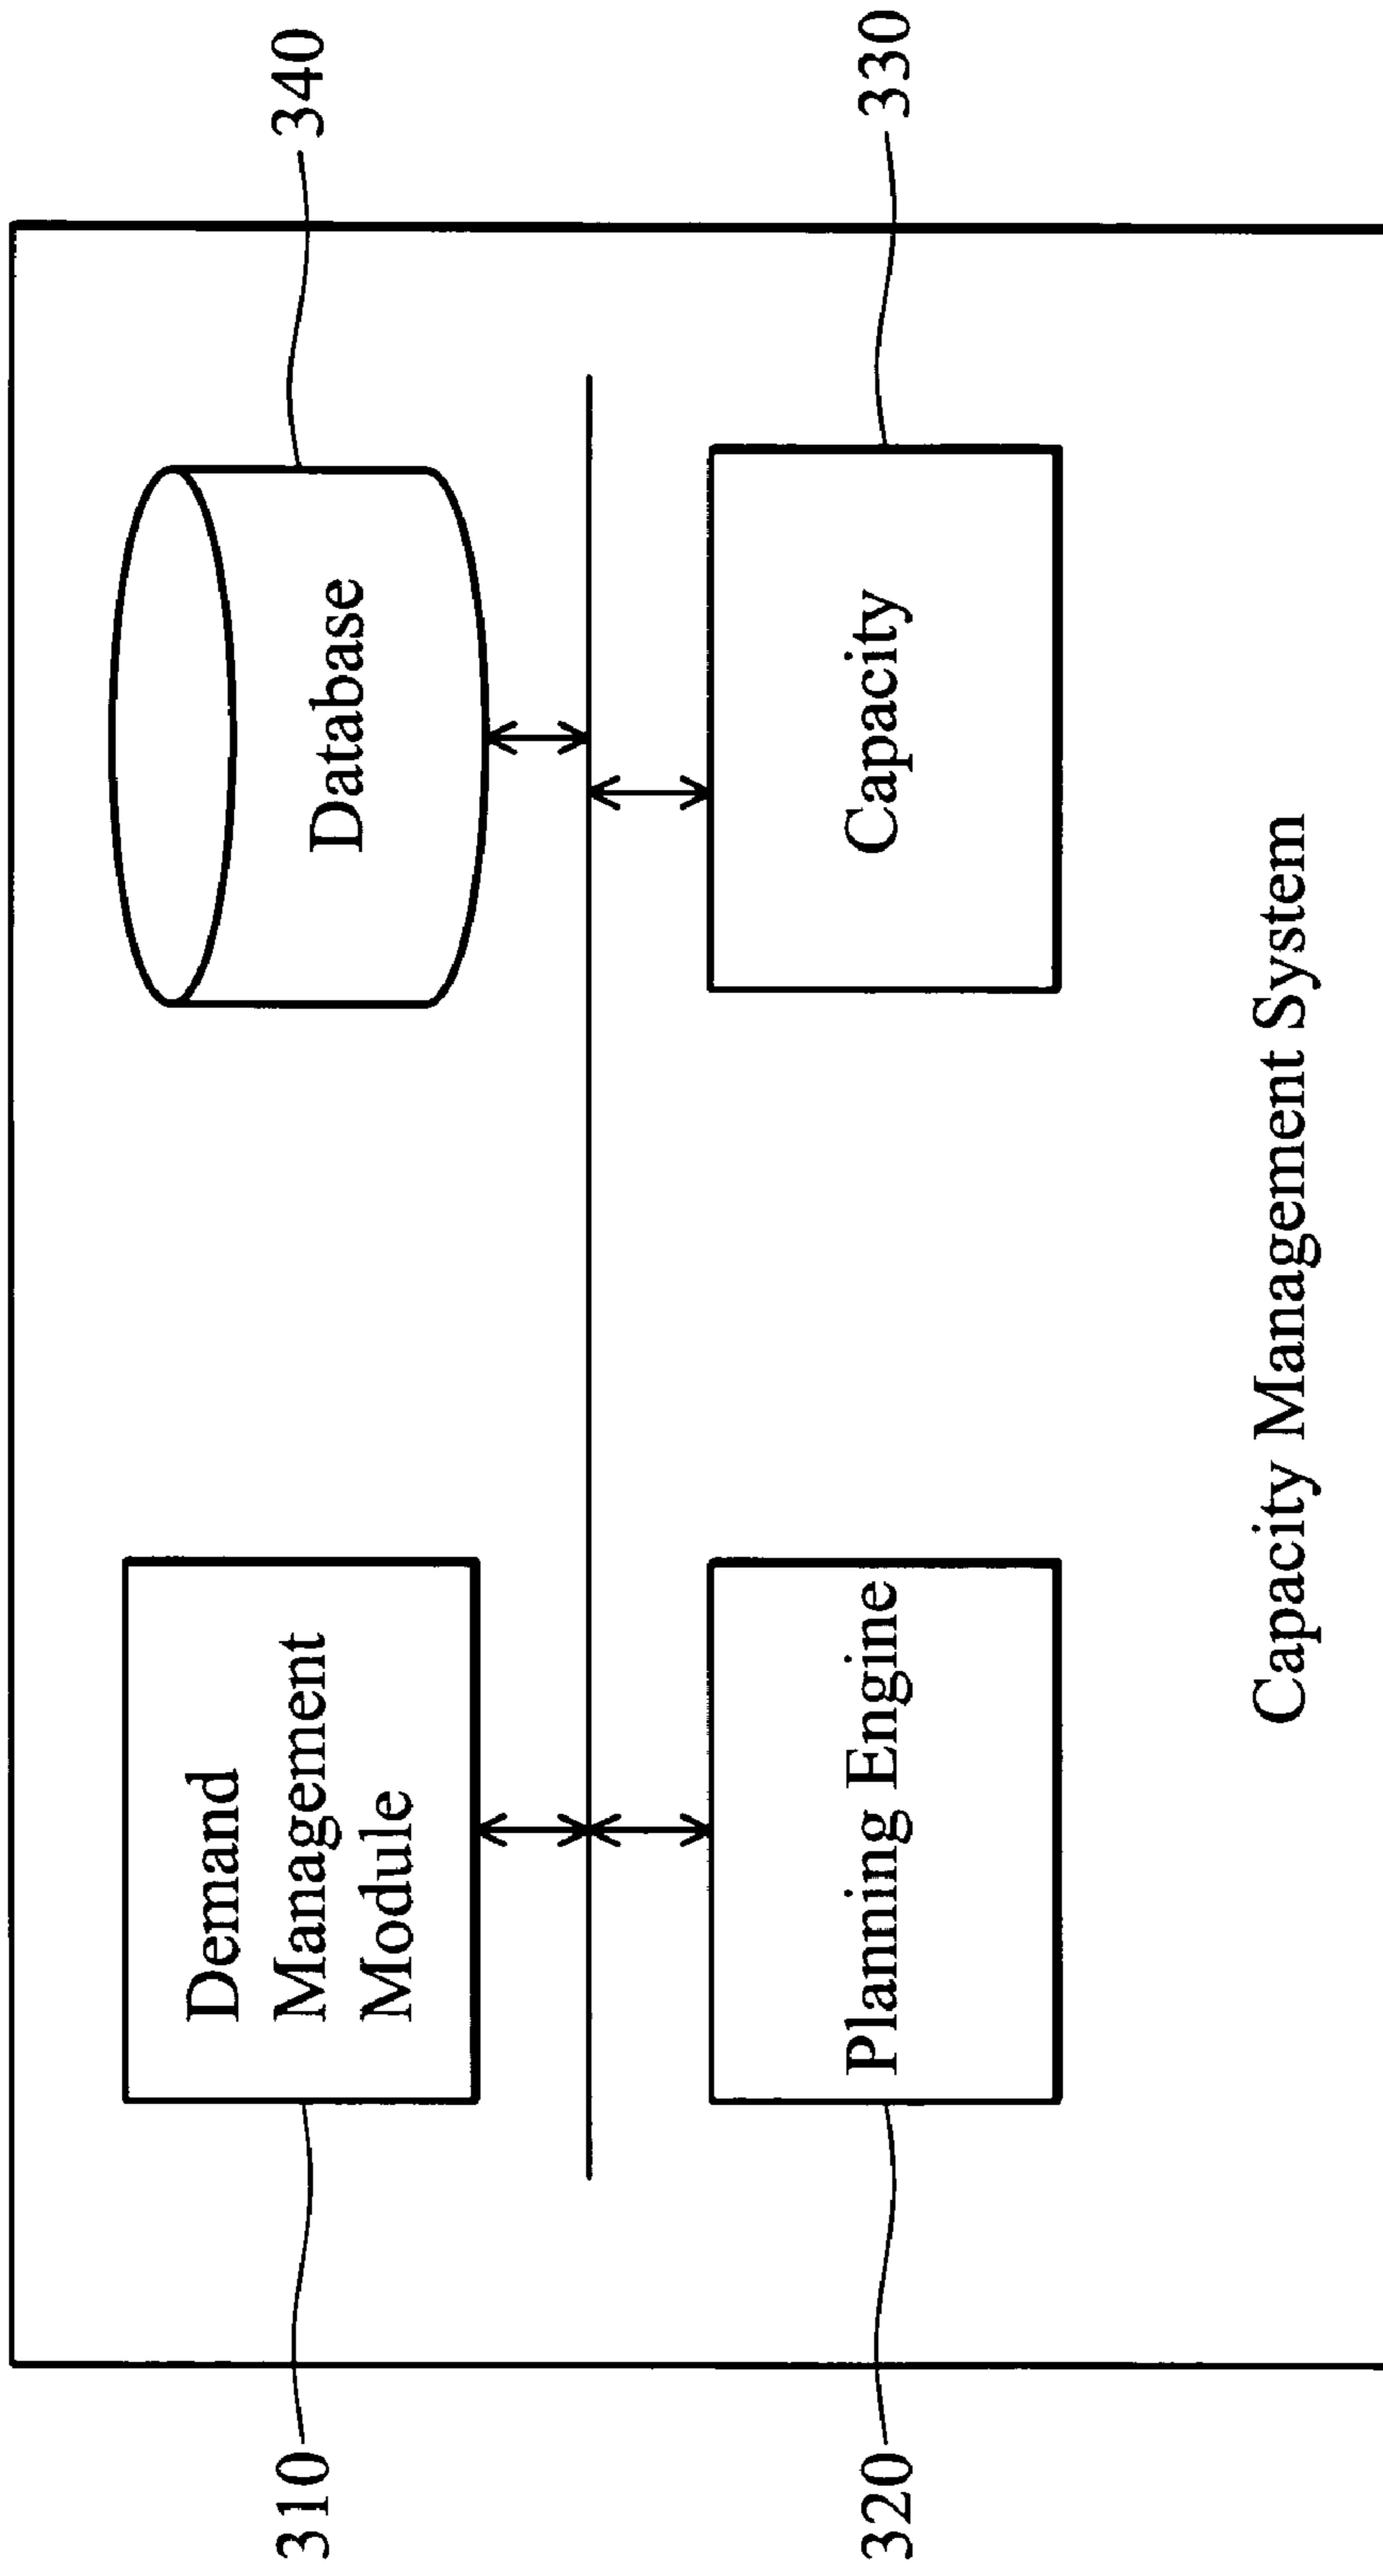 310
Demand
Management
Module
Database
340
320
Planning Engine
Capacity
330
Capacity Management System